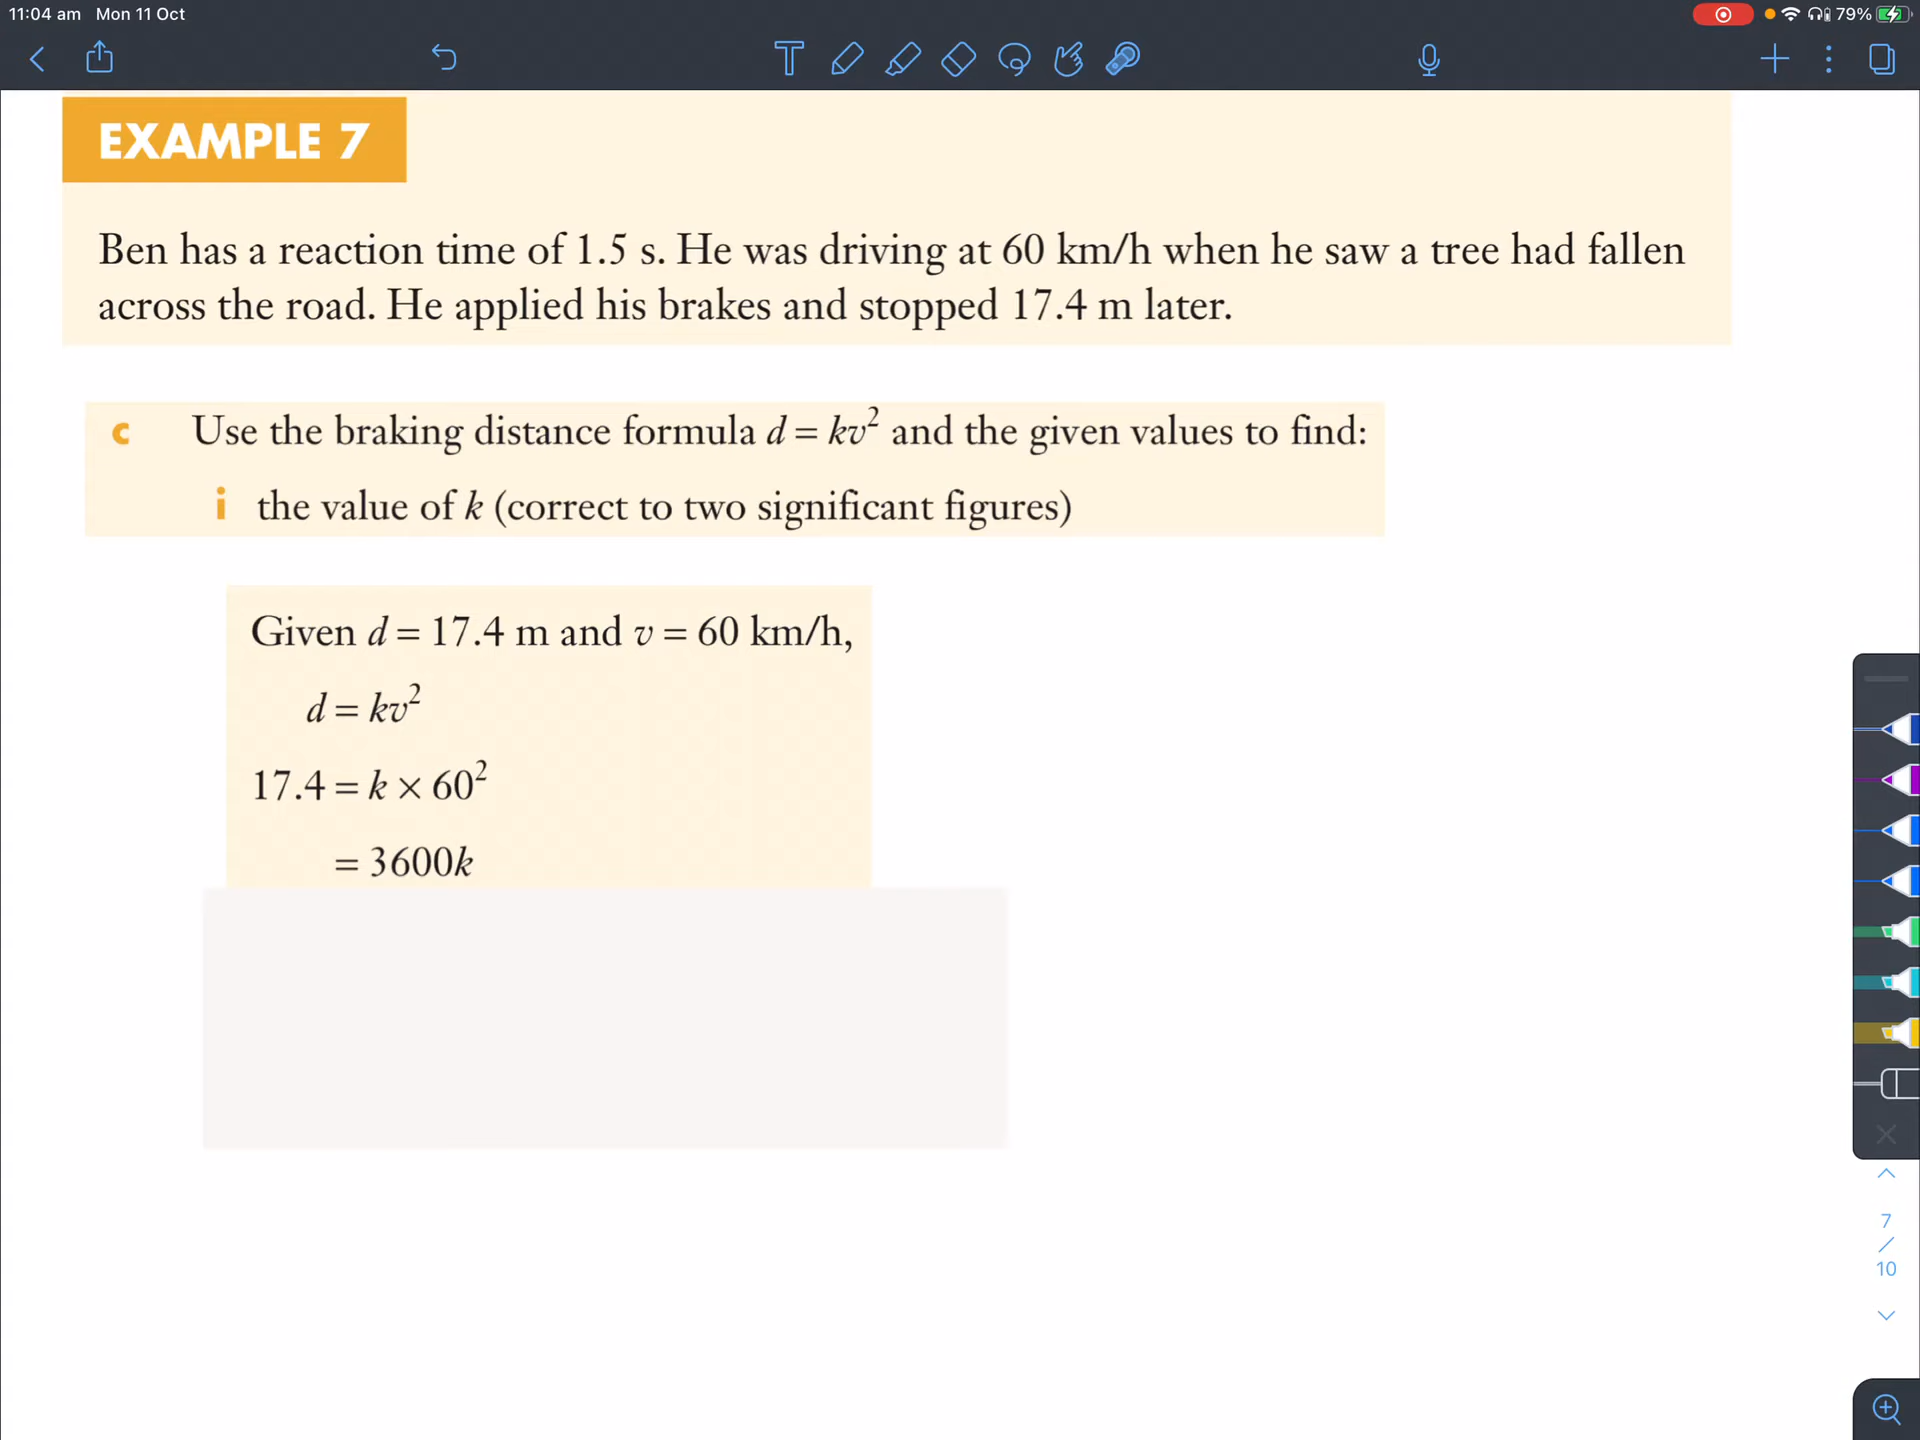 11:04 am Mon 11 Oct
79%
EXAMPLE 7
Ben has a reaction time of 1.5 s. He was driving at 60 km/h when he saw a tree had fallen
across the road. He applied his brakes and stopped 17.4 m later.
c Use the braking distance formula d = kv² and the given values to find:
i the value of k (correct to two significant figures)
Given d = 17.4 m and v = 60 km/h,
d = kv²
17.4 = k × 60²
= 3600k
7
/
10